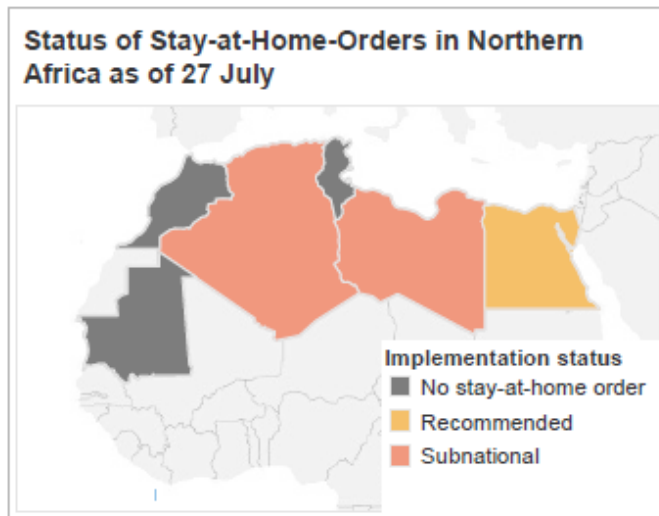 Status of Stay-at-Home-Orders in Northern
Africa as of 27 July
Implementation status
No stay-at-home order
Recommended
Subnational